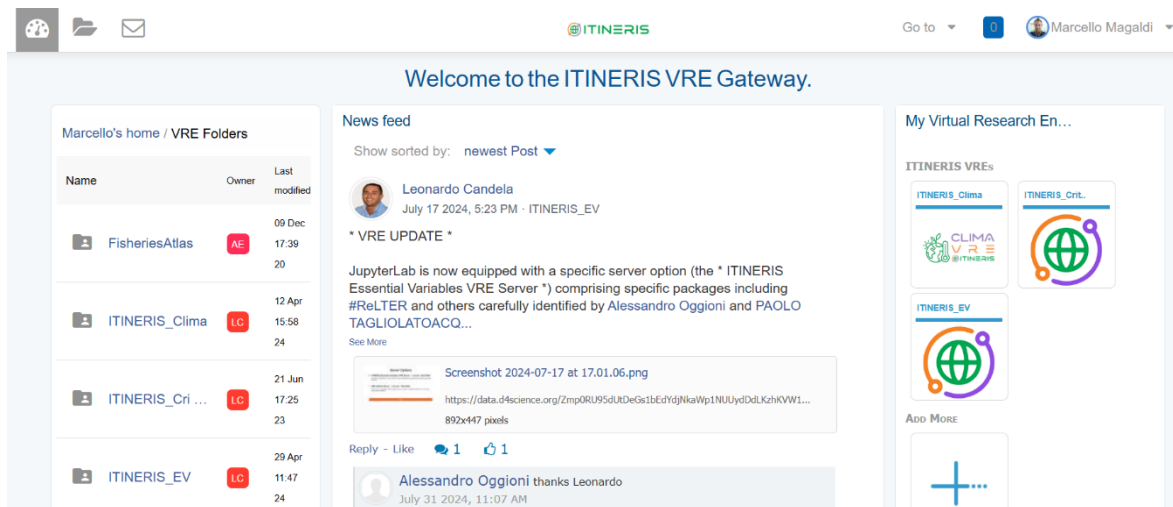 ITINERIS
Go to
0
Marcello Magaldi
Welcome to the ITINERIS VRE Gateway.
Marcello's home / VRE Folders
Name
Owner
Last
modified
FisheriesAtlas
AE
09 Dec
17:39
20
ITINERIS_Clima
LC
12 Apr
15:58
24
ITINERIS_Cri ...
LC
21 Jun
17:25
23
ITINERIS_EV
LC
29 Apr
11:47
24
News feed
Show sorted by: newest Post
Leonardo Candela
July 17 2024, 5:23 PM · ITINERIS_EV
* VRE UPDATE *
JupyterLab is now equipped with a specific server option (the * ITINERIS
Essential Variables VRE Server *) comprising specific packages including
#ReLTER and others carefully identified by Alessandro Oggioni and PAOLO
TAGLIOLATOACQ...
See More
Screenshot 2024-07-17 at 17.01.06.png
892x447 pixels
Reply - Like 1 1
Alessandro Oggioni thanks Leonardo
July 31 2024, 11:07 AM
My Virtual Research En...
ITINERIS VREs
ITINERIS_Clima
CLIMA
VRE
@ITINERIS
ITINERIS_Crit..
ITINERIS_EV
Add More